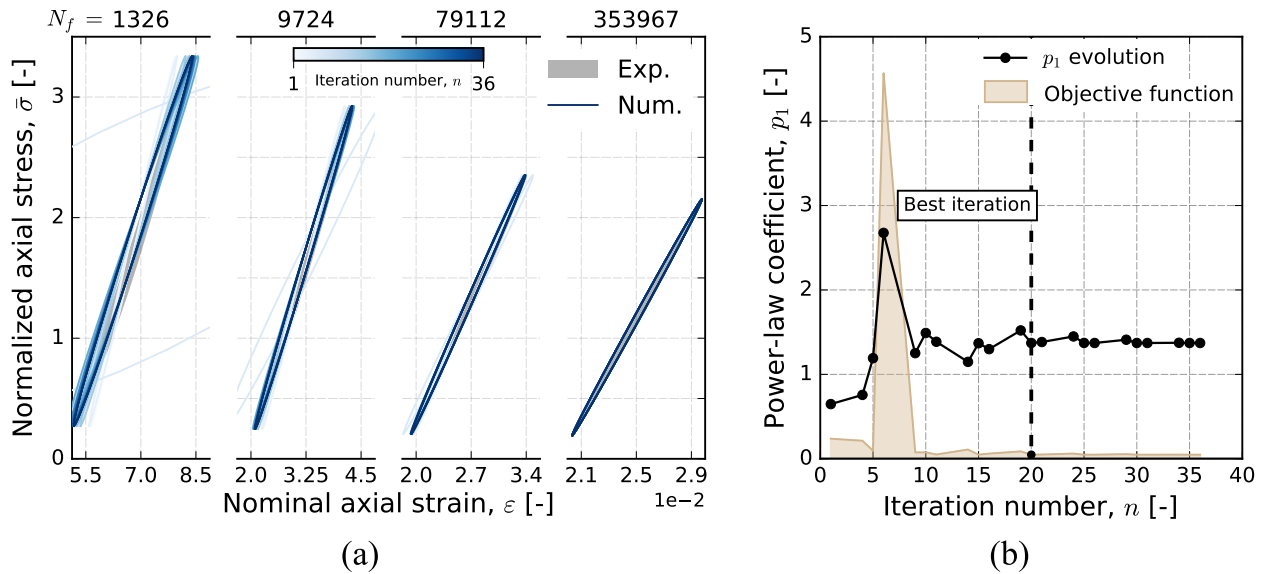 N_f = 1326 9724 79112 353967
Normalized axial stress, σ̄ [-]
3
2
1
0
1 Iteration number, n 36
Exp.
Num.
5.5 7.0 8.5 2.0 3.25 4.5 2.0 2.7 3.4 2.1 2.5 2.9
Nominal axial strain, ε [-]
1e−2
(a)
Power-law coefficient, p₁ [-]
5
4
3
2
1
0
p₁ evolution
Objective function
Best iteration
0 5 10 15 20 25 30 35 40
Iteration number, n [-]
(b)